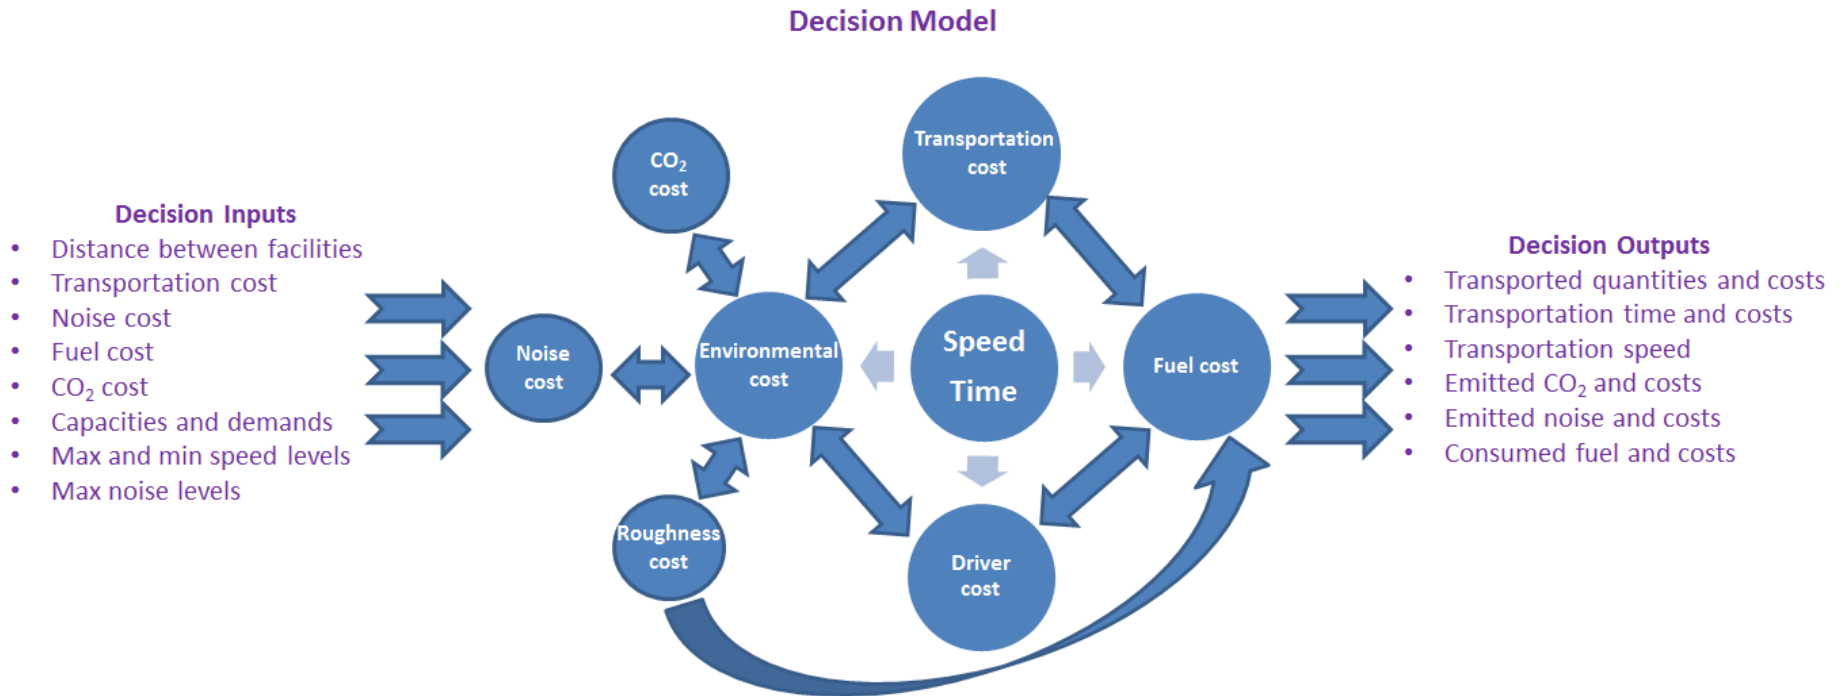 Decision Model
Decision Inputs
• Distance between facilities
• Transportation cost
• Noise cost
• Fuel cost
• CO₂ cost
• Capacities and demands
• Max and min speed levels
• Max noise levels
CO₂
cost
Noise
cost
Roughness
cost
Environmental
cost
Transportation
cost
Speed
Time
Driver
cost
Fuel cost
Decision Outputs
• Transported quantities and costs
• Transportation time and costs
• Transportation speed
• Emitted CO₂ and costs
• Emitted noise and costs
• Consumed fuel and costs